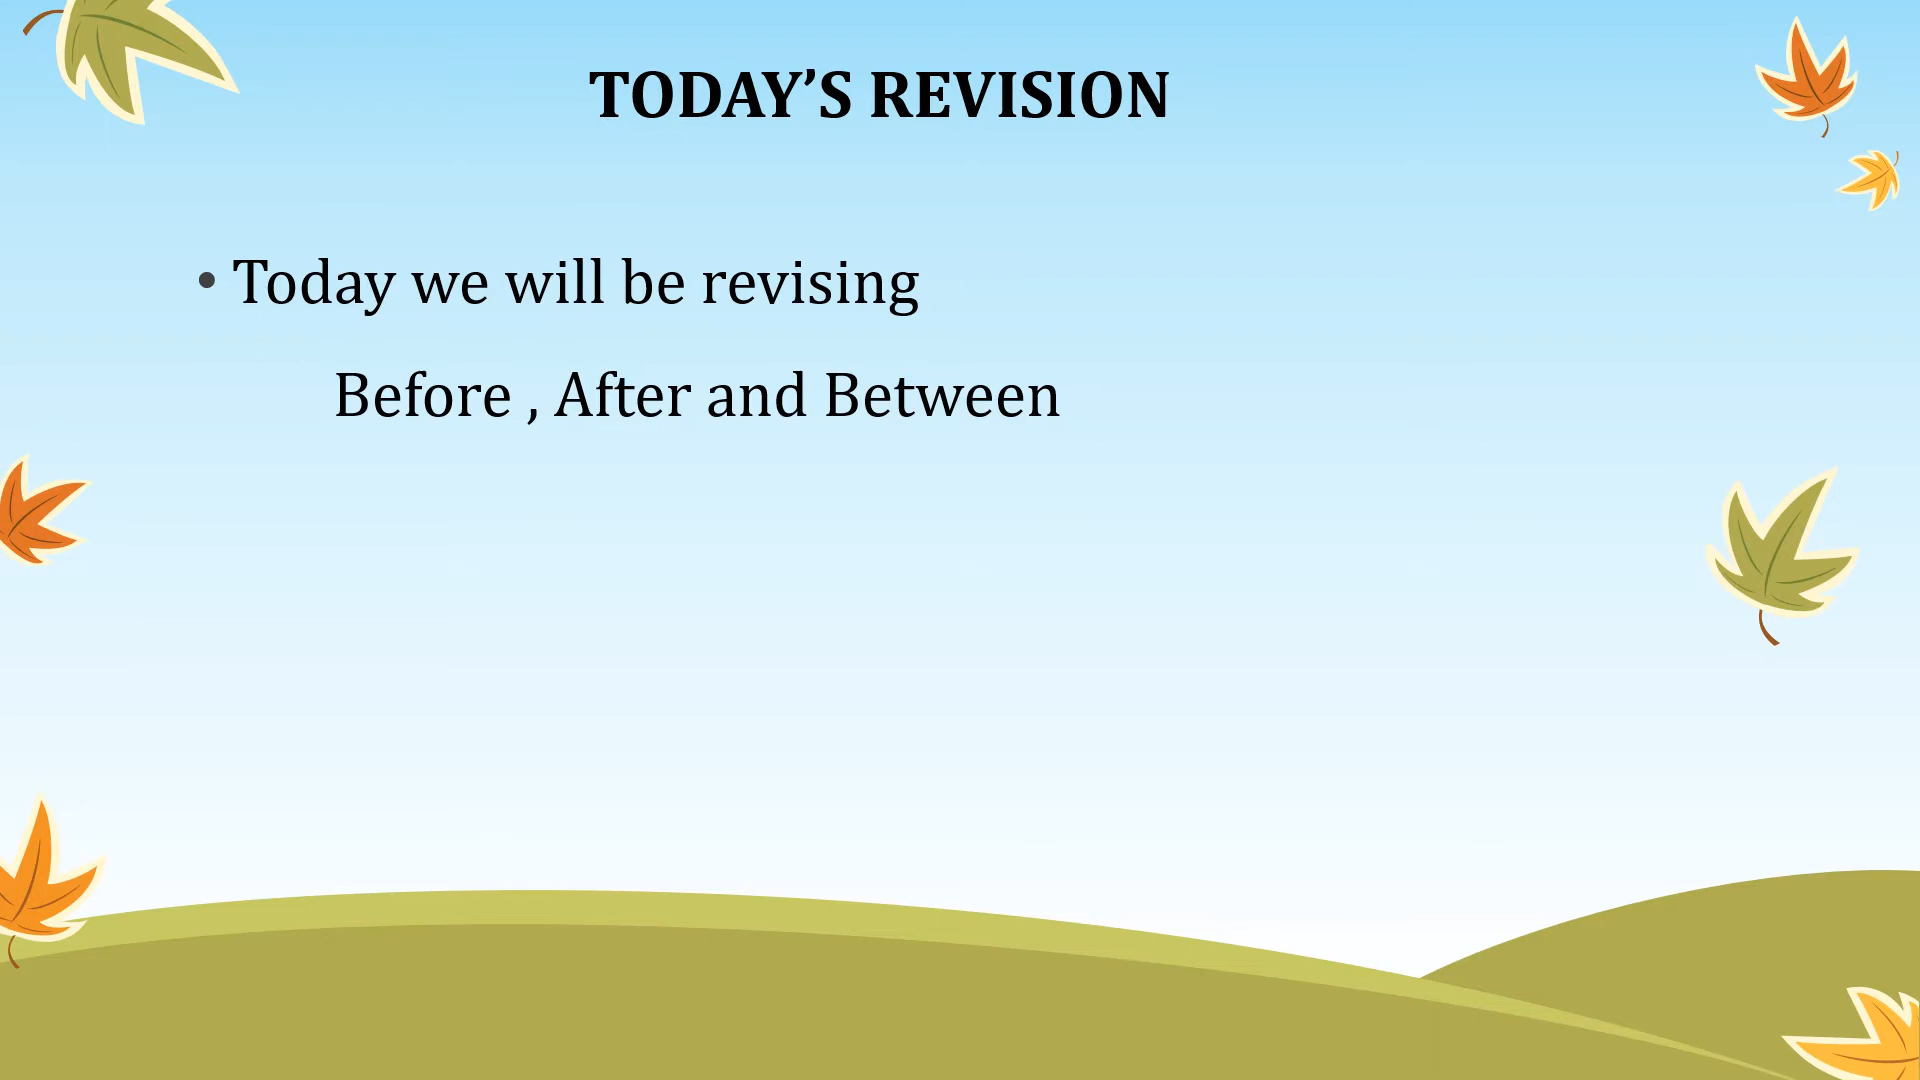 TODAY’S REVISION
• Today we will be revising
Before , After and Between